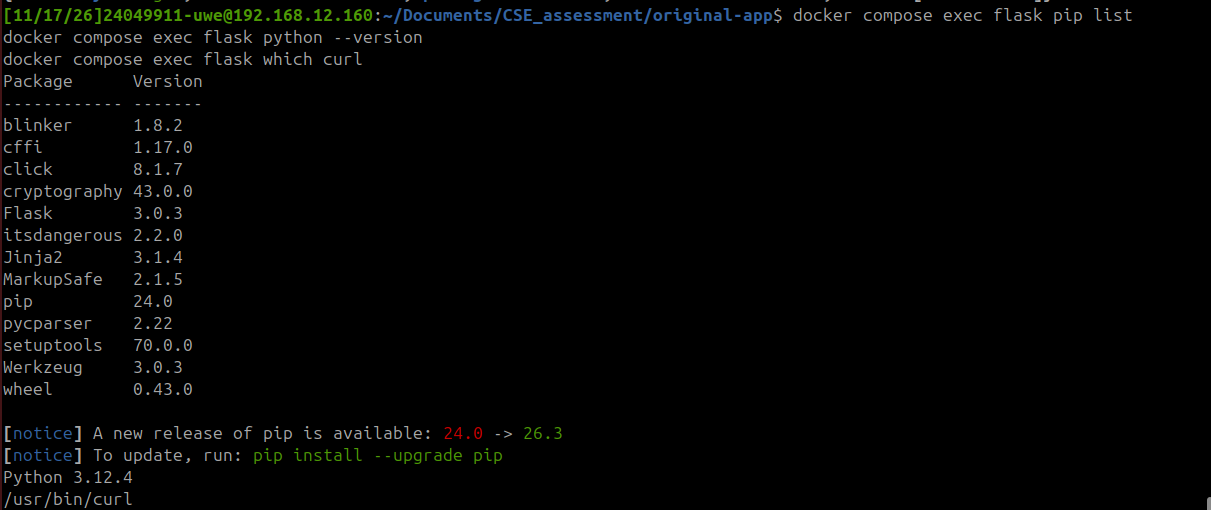 [11/17/26]24049911-uwe@192.168.12.160:~/Documents/CSE_assessment/original-app$ docker compose exec flask pip list
docker compose exec flask python --version
docker compose exec flask which curl
Package      Version
------------ -------
blinker      1.8.2
cffi         1.17.0
click        8.1.7
cryptography 43.0.0
Flask        3.0.3
itsdangerous 2.2.0
Jinja2       3.1.4
MarkupSafe   2.1.5
pip          24.0
pycparser    2.22
setuptools   70.0.0
Werkzeug     3.0.3
wheel        0.43.0

[notice] A new release of pip is available: 24.0 -> 26.3
[notice] To update, run: pip install --upgrade pip
Python 3.12.4
/usr/bin/curl